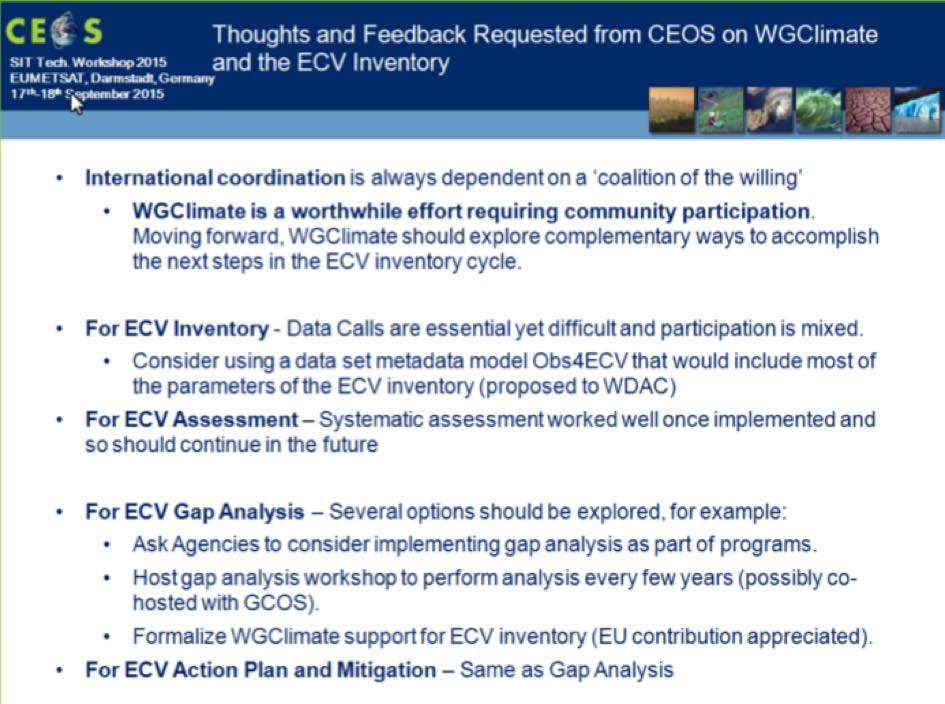 CEOS
SIT Tech. Workshop 2015
EUMETSAT, Darmstadt, Germany
17th-18th September 2015
Thoughts and Feedback Requested from CEOS on WGClimate
and the ECV Inventory
• International coordination is always dependent on a ‘coalition of the willing’
• WGClimate is a worthwhile effort requiring community participation.
Moving forward, WGClimate should explore complementary ways to accomplish
the next steps in the ECV inventory cycle.
• For ECV Inventory - Data Calls are essential yet difficult and participation is mixed.
• Consider using a data set metadata model Obs4ECV that would include most of
the parameters of the ECV inventory (proposed to WDAC)
• For ECV Assessment – Systematic assessment worked well once implemented and
so should continue in the future
• For ECV Gap Analysis – Several options should be explored, for example:
• Ask Agencies to consider implementing gap analysis as part of programs.
• Host gap analysis workshop to perform analysis every few years (possibly co-
hosted with GCOS).
• Formalize WGClimate support for ECV inventory (EU contribution appreciated).
• For ECV Action Plan and Mitigation – Same as Gap Analysis